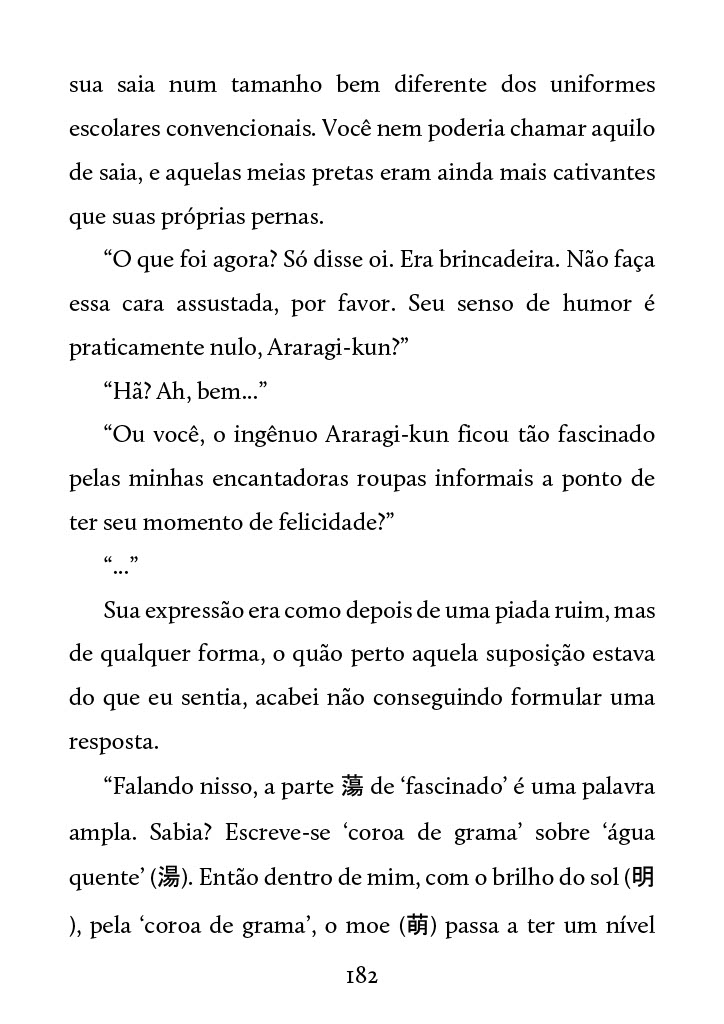 sua saia num tamanho bem diferente dos uniformes
escolares convencionais. Você nem poderia chamar aquilo
de saia, e aquelas meias pretas eram ainda mais cativantes
que suas próprias pernas.
“O que foi agora? Só disse oi. Era brincadeira. Não faça
essa cara assustada, por favor. Seu senso de humor é
praticamente nulo, Araragi-kun?”
“Hã? Ah, bem...”
“Ou você, o ingênuo Araragi-kun ficou tão fascinado
pelas minhas encantadoras roupas informais a ponto de
ter seu momento de felicidade?”
“...”
Sua expressão era como depois de uma piada ruim, mas
de qualquer forma, o quão perto aquela suposição estava
do que eu sentia, acabei não conseguindo formular uma
resposta.
“Falando nisso, a parte 蕩 de ‘fascinado’ é uma palavra
ampla. Sabia? Escreve-se ‘coroa de grama’ sobre ‘água
quente’ (湯). Então dentro de mim, com o brilho do sol (明
), pela ‘coroa de grama’, o moe (萌) passa a ter um nível
182